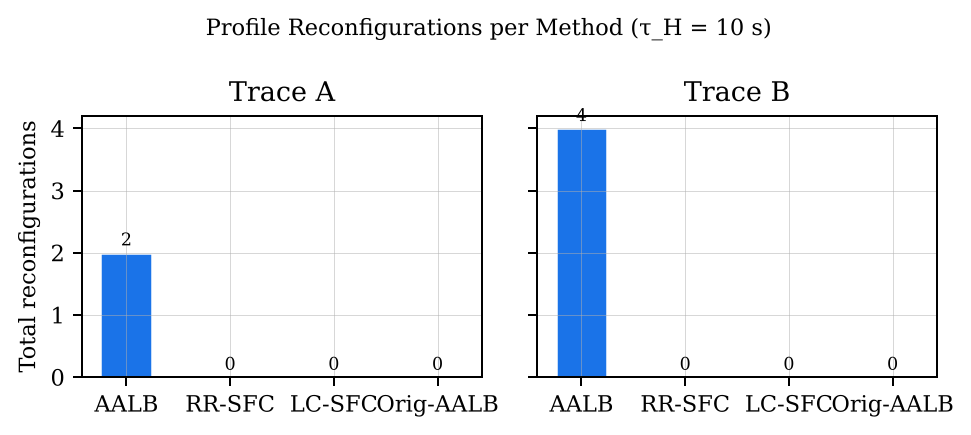 Profile Reconfigurations per Method (τ_H = 10 s)
Trace A
Trace B
Total reconfigurations
4
3
2
1
0
2
0
0
0
4
0
0
0
AALB RR-SFC LC-SFC Orig-AALB
AALB RR-SFC LC-SFC Orig-AALB